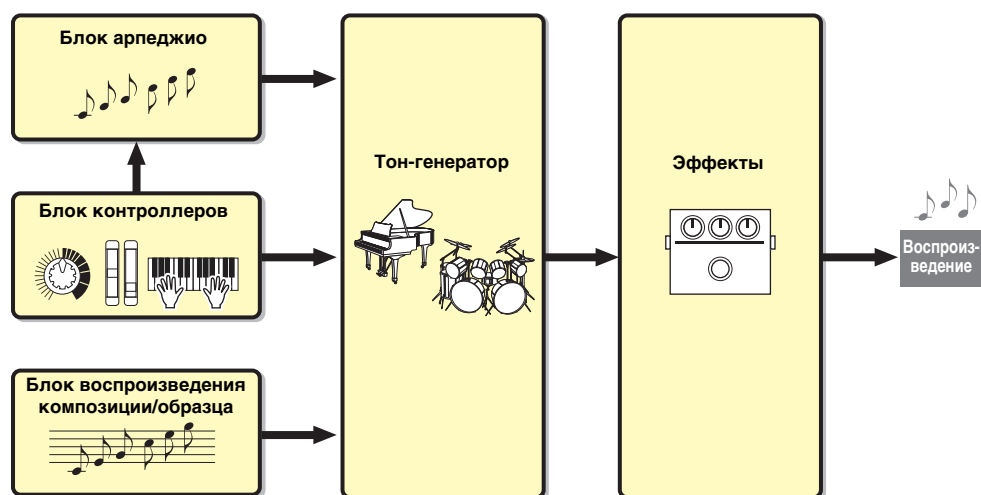 Блок арпеджио
Блок контроллеров
Блок воспроизведения
композиции/образца
Тон-генератор
Эффекты
Воспроиз-
ведение